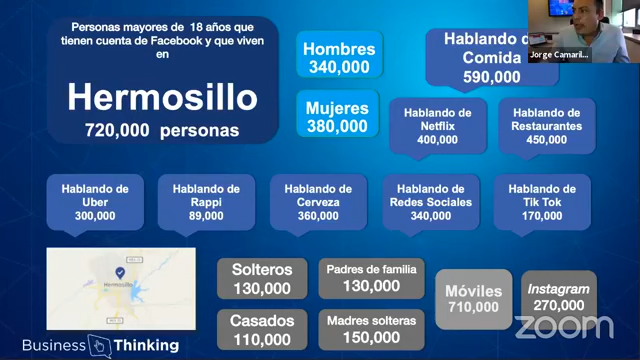 Personas mayores de 18 años que
tienen cuenta de Facebook y que viven
en
Hermosillo
720,000 personas
Hombres
340,000
Mujeres
380,000
Hablando de
Comida
590,000
Jorge Camaril...
Hablando de
Netflix
400,000
Hablando de
Restaurantes
450,000
Hablando de
Uber
300,000
Hablando de
Rappi
89,000
Hablando de
Cerveza
360,000
Hablando de
Redes Sociales
340,000
Hablando de
Tik Tok
170,000
Hermosillo
Solteros
130,000
Padres de familia
130,000
Casados
110,000
Madres solteras
150,000
Móviles
710,000
Instagram
270,000
Business Thinking
zoom